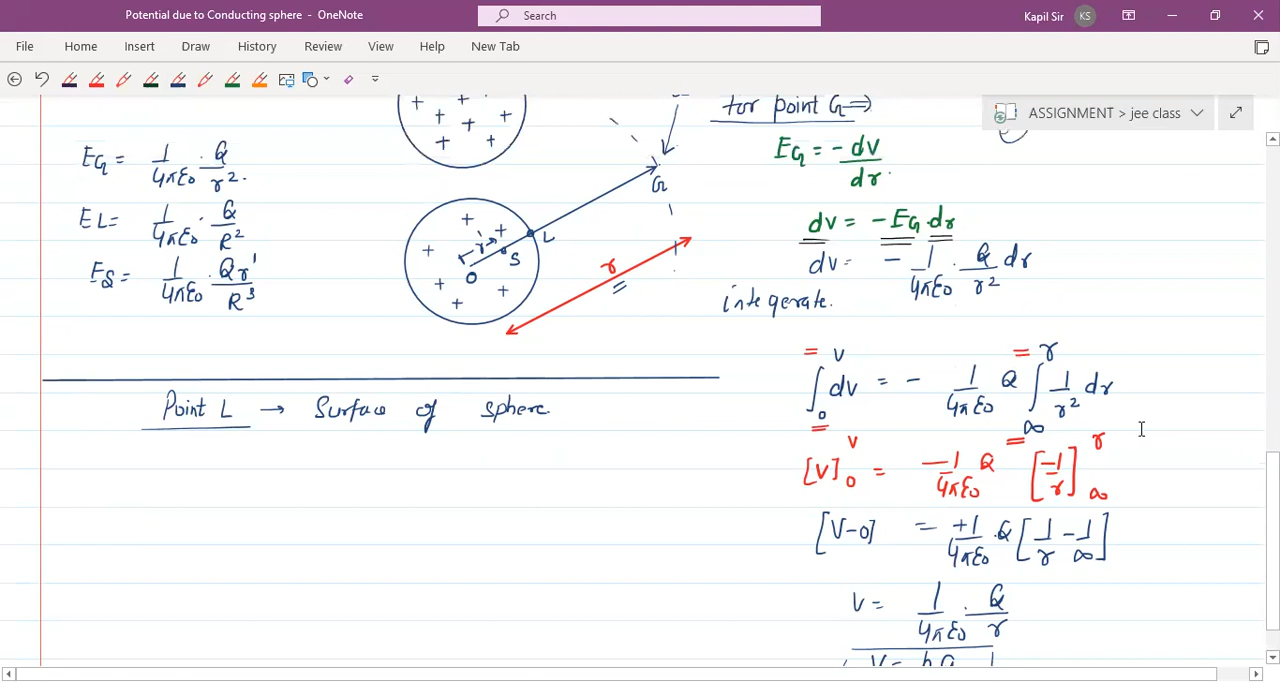 Potential due to Conducting sphere - OneNote
Search
Kapil Sir
KS
File
Home
Insert
Draw
History
Review
View
Help
New Tab
ASSIGNMENT > jee class
EG = 1/4πε0 · Q/r².
EL = 1/4πε0 · Q/R²
ES = 1/4πε0 · Qr'/R³
O
r'
S
L
G
r
Point L → Surface of sphere
for point G ⇒
EG = -dV/dr.
dv = -EG.dr
dv = - 1/4πε0 · Q/r² dr
integerate.
∫₀^V dv = - 1/4πε0 Q ∫∞^r 1/r² dr
[V]₀^V = -1/4πε0 Q [-1/r]∞^r
[V-0] = +1/4πε0 · Q [1/r - 1/∞]
V = 1/4πε0 · Q/r